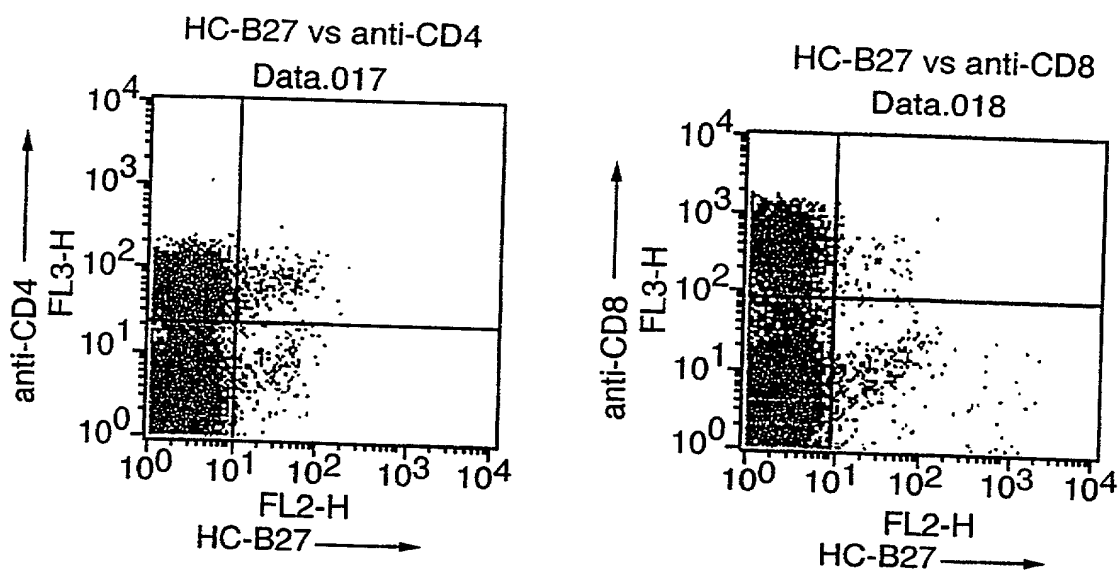 HC-B27 vs anti-CD4
Data.017
10⁴
10³
10²
10¹
10⁰
anti-CD4
FL3-H
10⁰ 10¹ 10² 10³ 10⁴
FL2-H
HC-B27
HC-B27 vs anti-CD8
Data.018
10⁴
10³
10²
10¹
10⁰
anti-CD8
FL3-H
10⁰ 10¹ 10² 10³ 10⁴
FL2-H
HC-B27